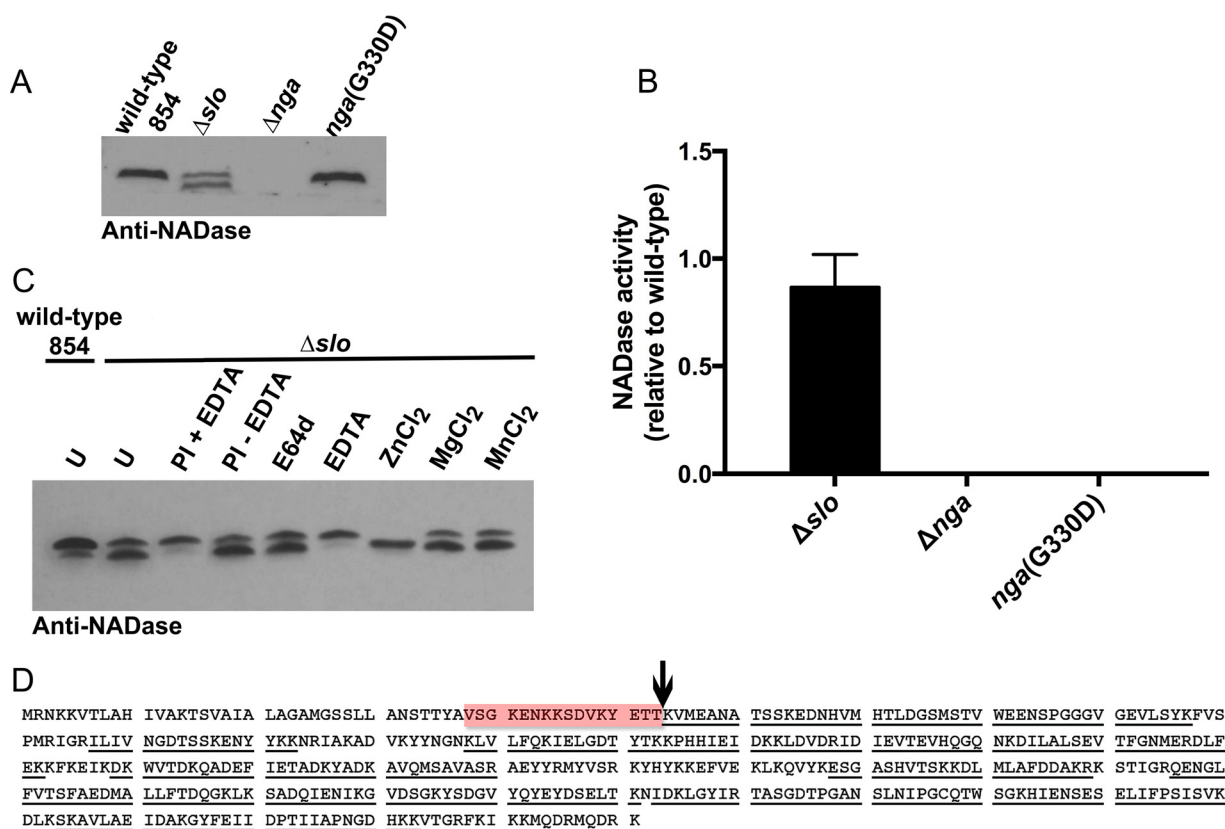 A
wild-type 854
Δslo
Δnga
nga(G330D)
Anti-NADase
B
NADase activity
(relative to wild-type)
1.5
1.0
0.5
0.0
Δslo
Δnga
nga(G330D)
C
wild-type
854
Δslo
U
U
PI + EDTA
PI - EDTA
E64d
EDTA
ZnCl₂
MgCl₂
MnCl₂
Anti-NADase
D
MRNKKVTLAH IVAKTSVAIA LAGAMGSSLL ANSTTYAVSG KENKKSDVKY ETTKVMEANA TSSKEDNHVM HTLDGSMSTV WEENSPGGGV GEVLSYKFVS
PMRIGRILIV NGDTSSKENY YKKNRIAKAD VKYYNGNKLV LFQKIELGDT YTKKPHHIEI DKKLDVDRID IEVTEVHQGQ NKDILALSEV TFGNMERDLF
EKKFKEIKDK WVTDKQADEF IETADKYADK AVQMSAVASR AEYYRMYVSR KYHYKKEFVE KLKQVYKESG ASHVTSKKDL MLAFDDAKRK STIGRQENGL
FVTSFAEDMA LLFTDQGKLK SADQIENIKG VDSGKYSDGV YQYEYDSELT KNIDKLGYIR TASGDTPGAN SLNIPGCQTW SGKHIENSES ELIFPSISVK
DLKSKAVLAE IDAKGYFEII DPTIIAPNGD HKKVTGRFKI KKMQDRMQDR K